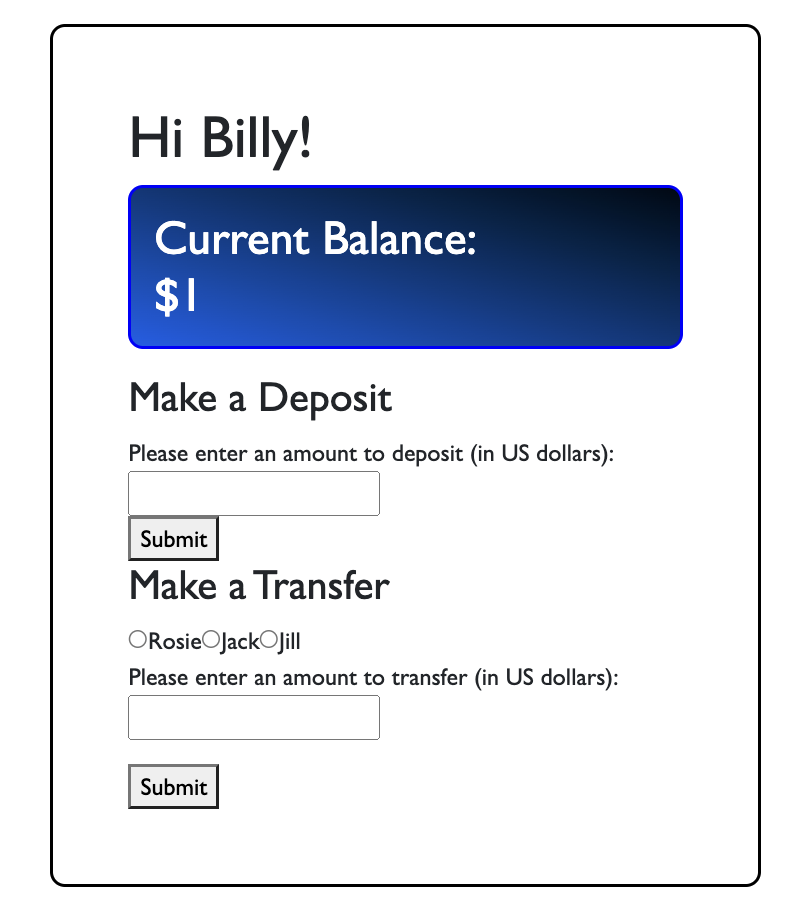 Hi Billy!
Current Balance:
$1
Make a Deposit
Please enter an amount to deposit (in US dollars):
Submit
Make a Transfer
Rosie Jack Jill
Please enter an amount to transfer (in US dollars):
Submit